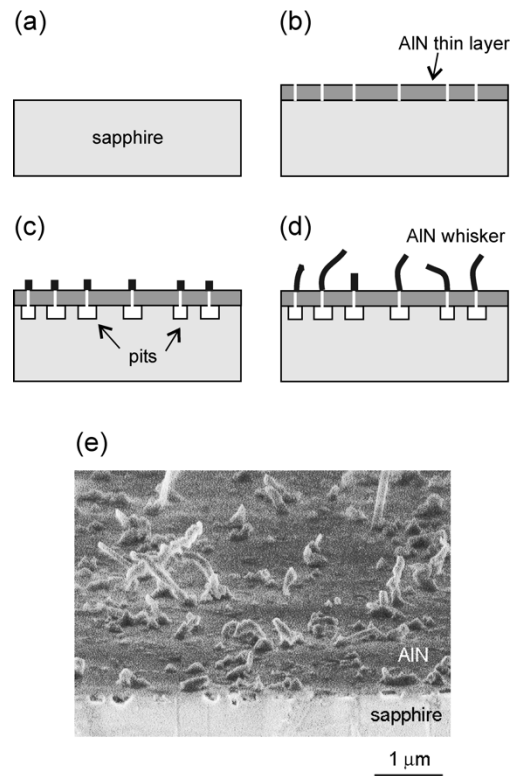 (a)
(b)
AlN thin layer
sapphire
(c)
(d)
AlN whisker
pits
(e)
AlN
sapphire
1 μm